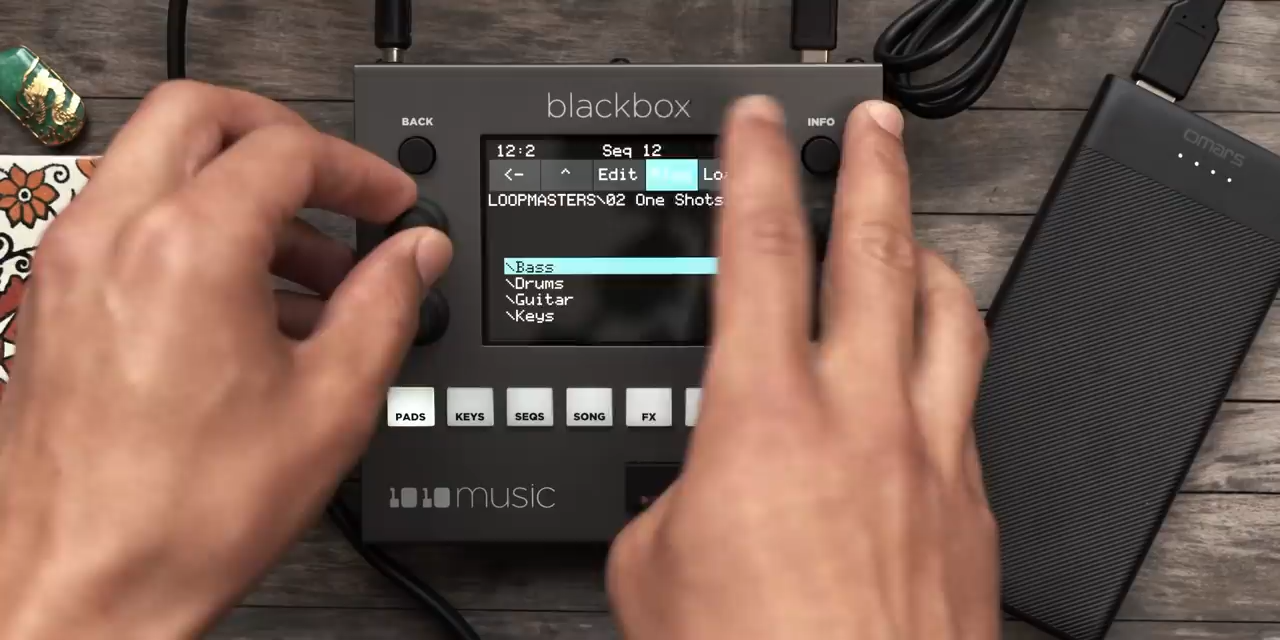 blackbox
BACK
INFO
12:2 Seq 12
<- ^ Edit
LOOPMASTERS\02 One Shots
\Bass
\Drums
\Guitar
\Keys
PADS KEYS SEQS SONG FX
1010music
omars